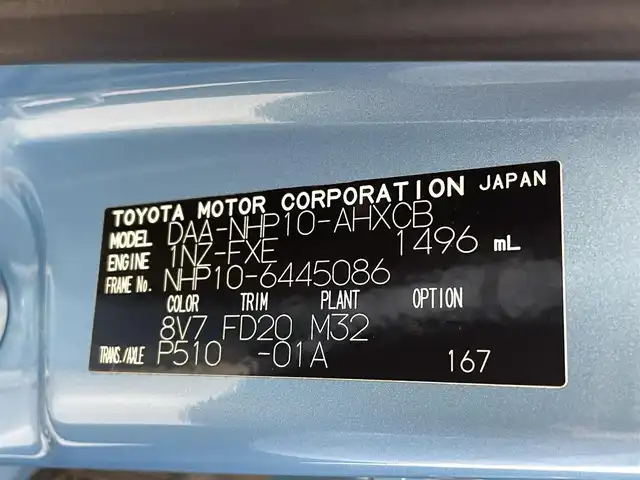 TOYOTA MOTOR CORPORATION JAPAN
MODEL DAA-NHP10-AHXCB
ENGINE 1NZ-FXE 1496 mL
FRAME No. NHP10-6445086
COLOR TRIM PLANT OPTION
8V7 FD20 M32
TRANS./AXLE P510 -01A 167